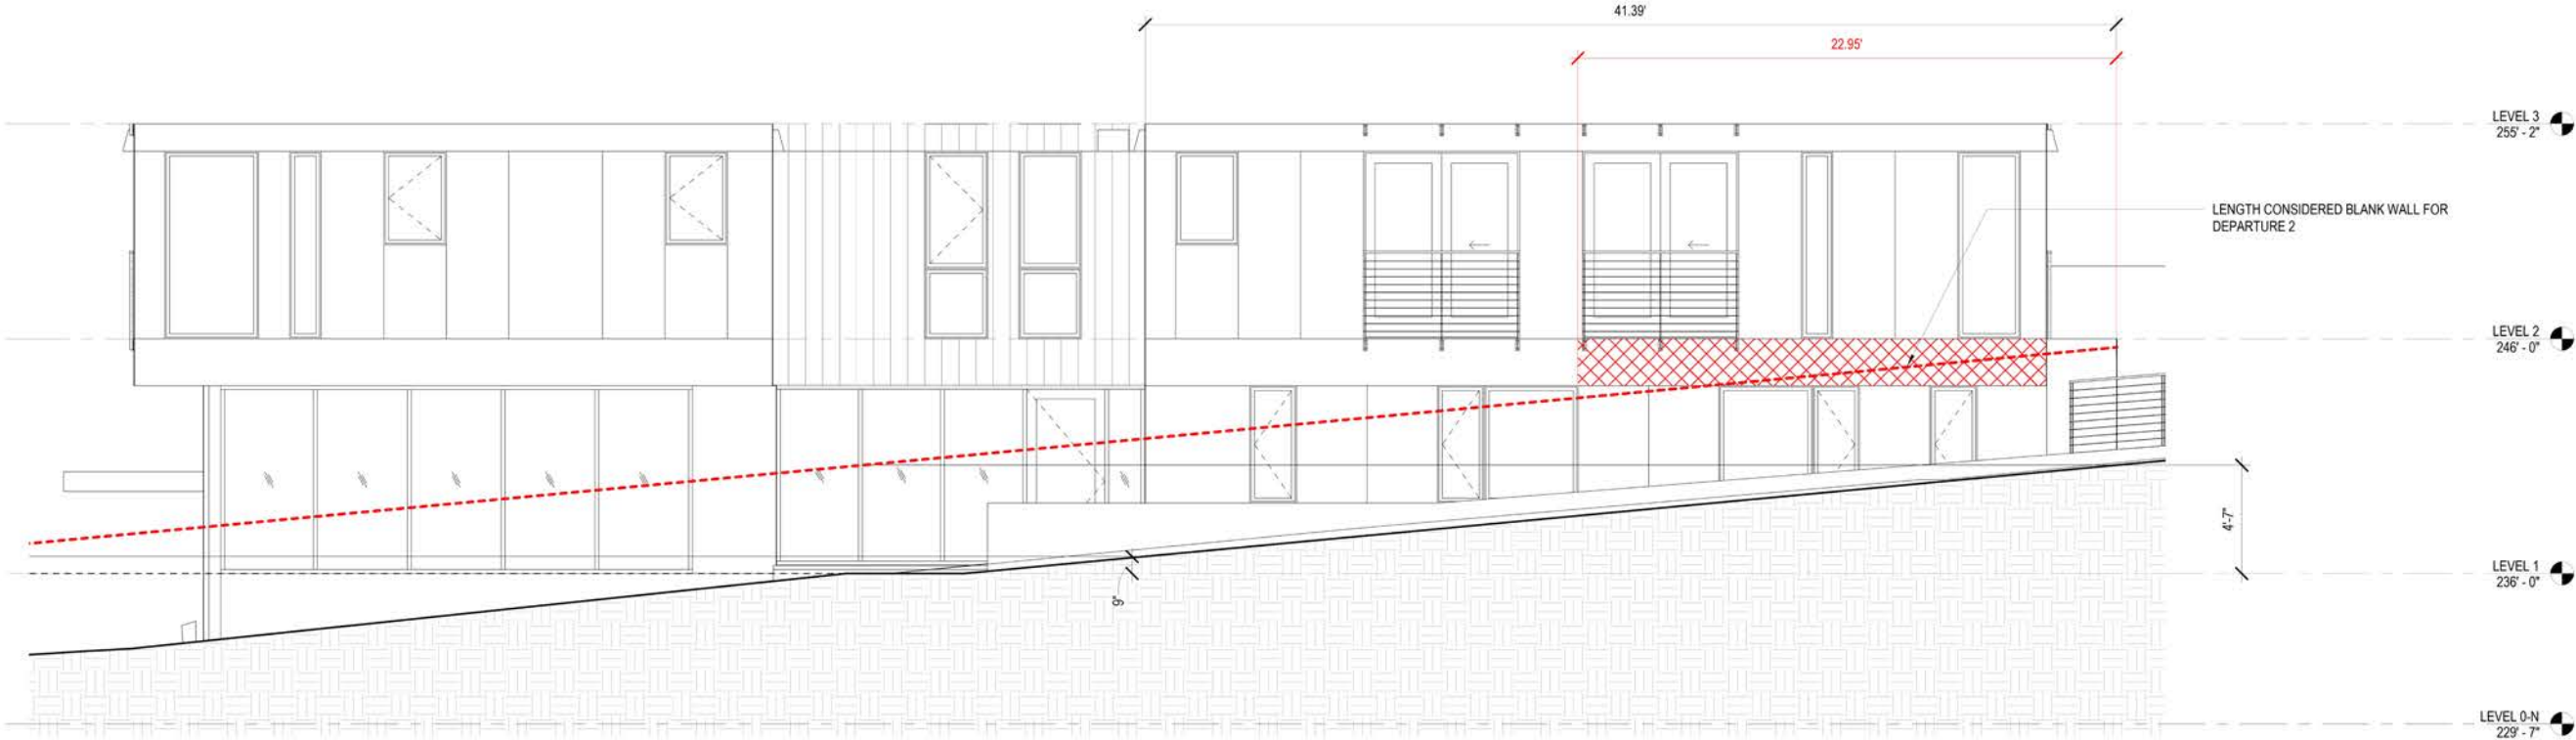 41.39'
22.95'
LEVEL 3
255' - 2"
LENGTH CONSIDERED BLANK WALL FOR
DEPARTURE 2
LEVEL 2
246' - 0"
4'-7"
LEVEL 1
236' - 0"
9"
LEVEL 0-N
229' - 7"